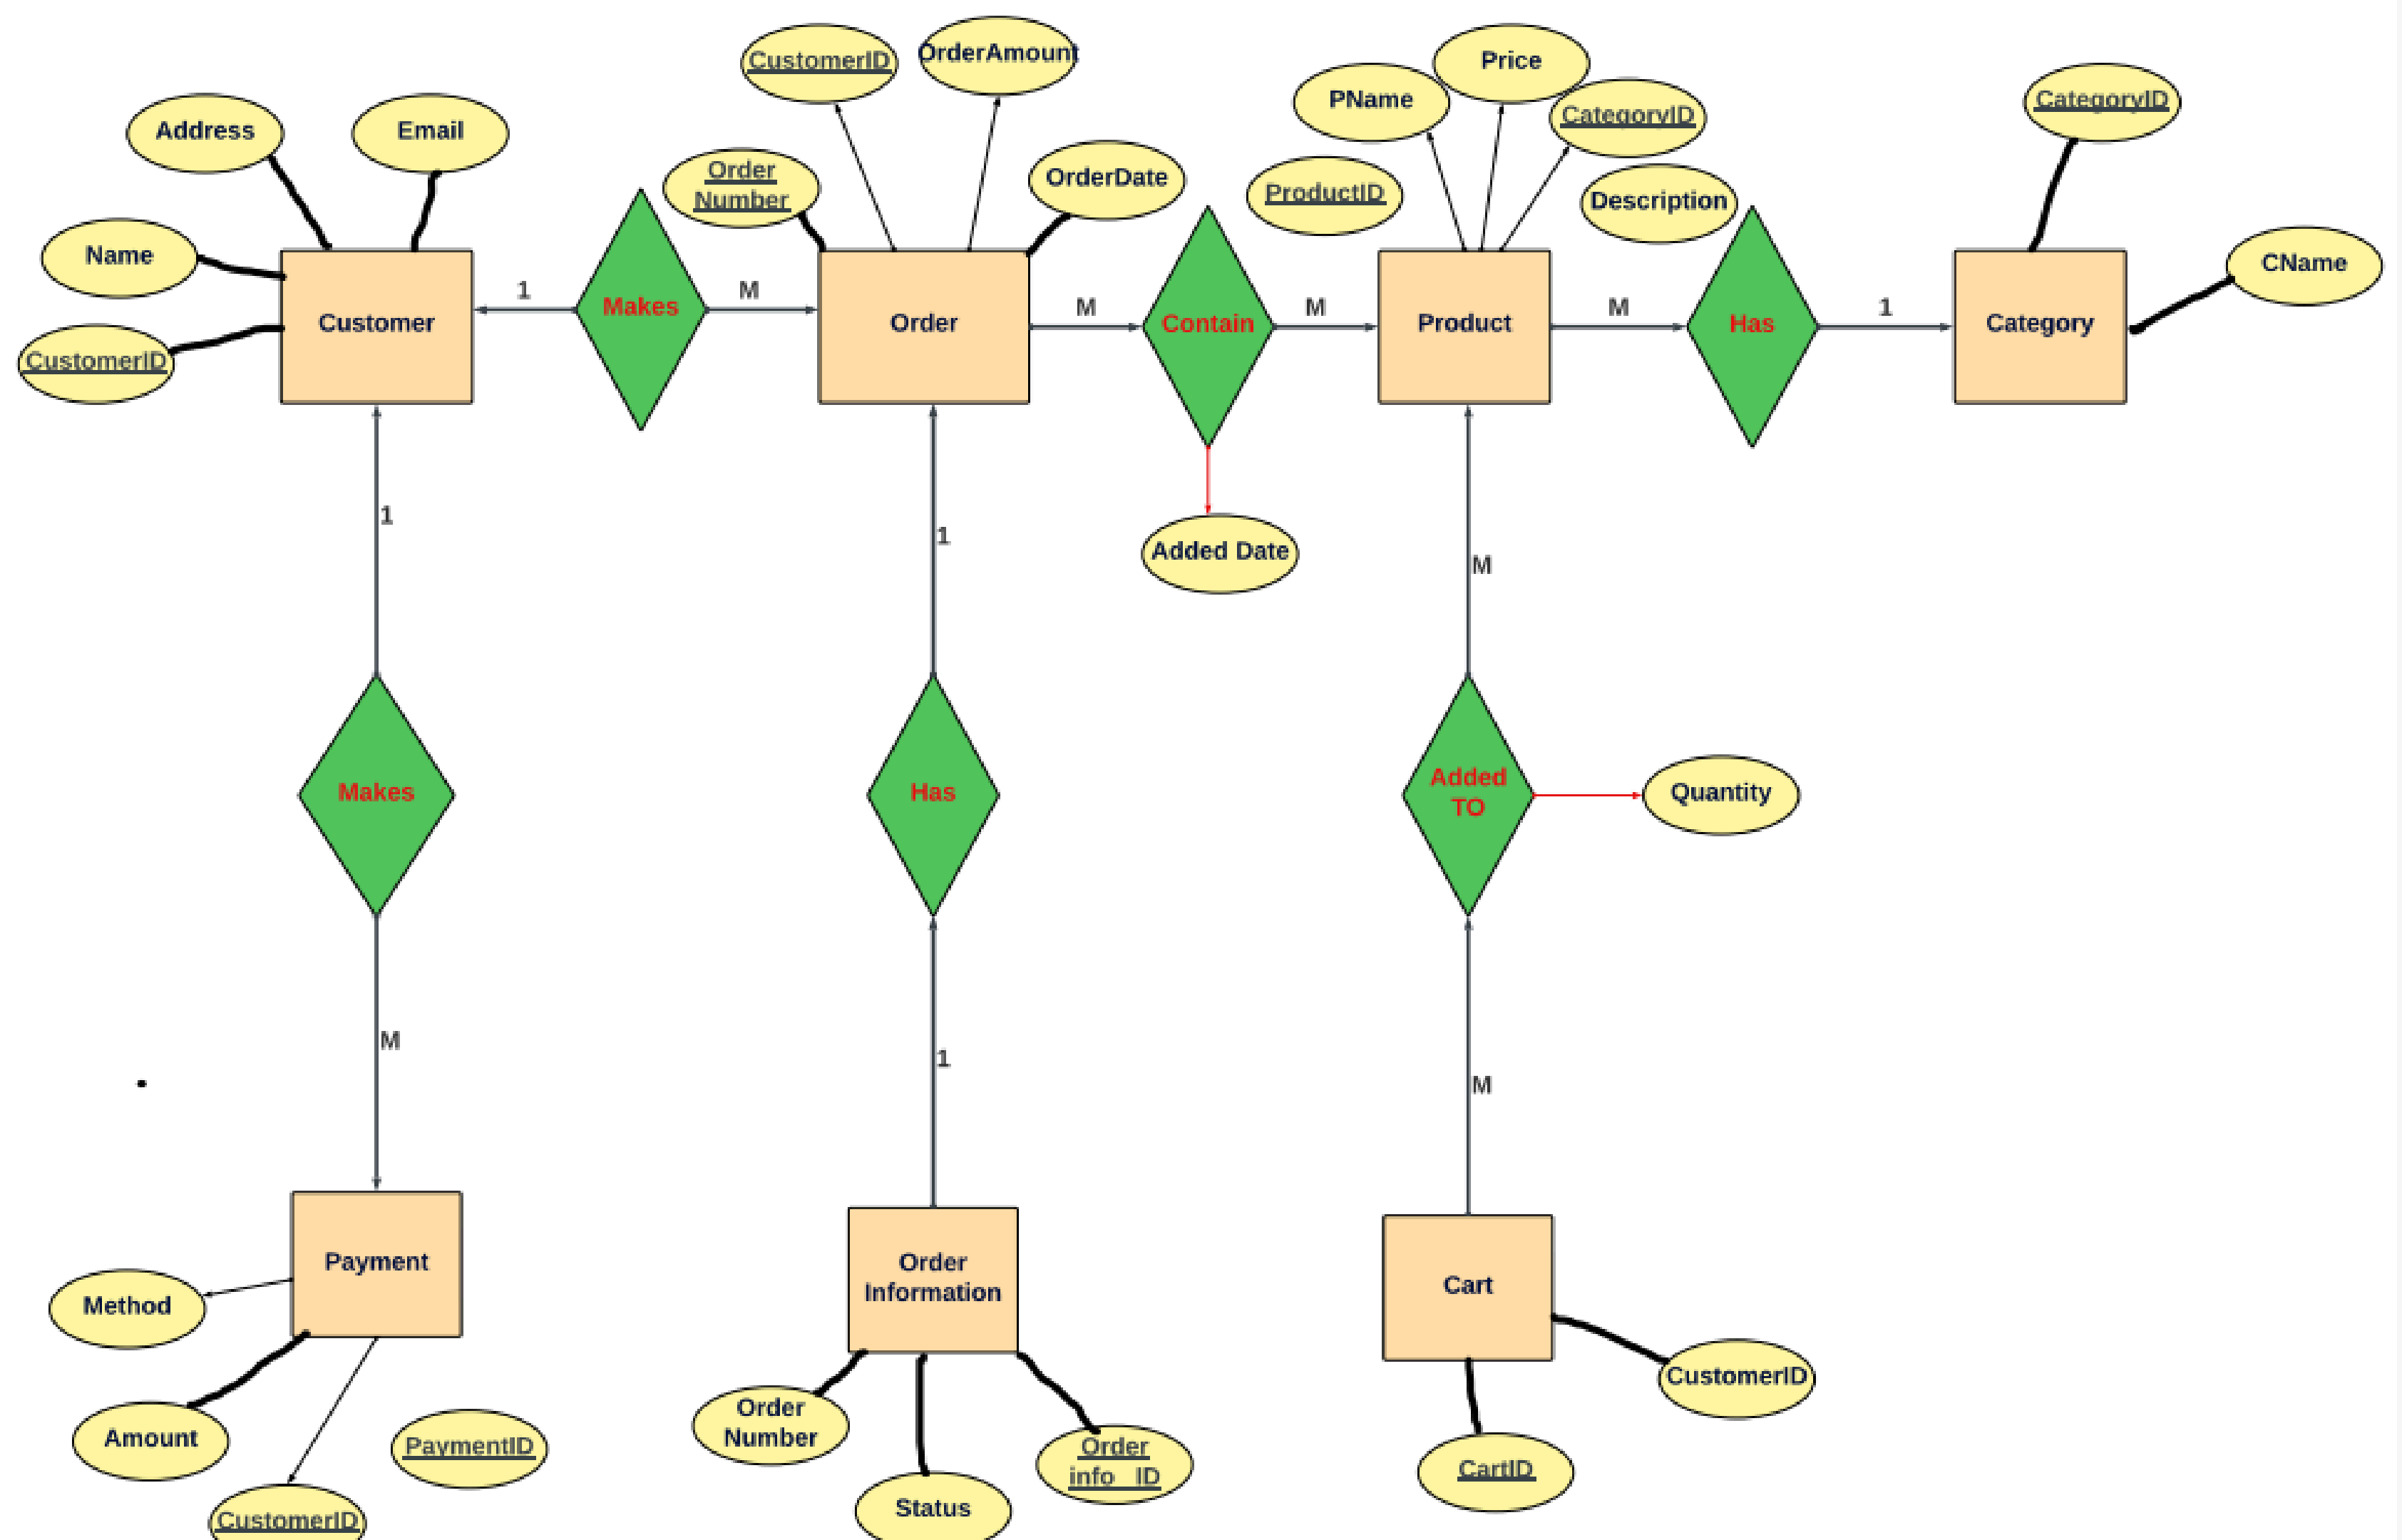 CustomerID
OrderAmount
Price
PName
CategoryID
CategoryID
Address
Email
Order
Number
OrderDate
ProductID
Description
Name
CName
CustomerID
Customer
1
Makes
M
Order
M
Contain
M
Product
M
Has
1
Category
1
1
Added Date
M
Makes
Has
Added
TO
Quantity
M
1
M
Payment
Order
Information
Cart
Method
Amount
PaymentID
CustomerID
Order
Number
Status
Order
info_ID
CustomerID
CartID